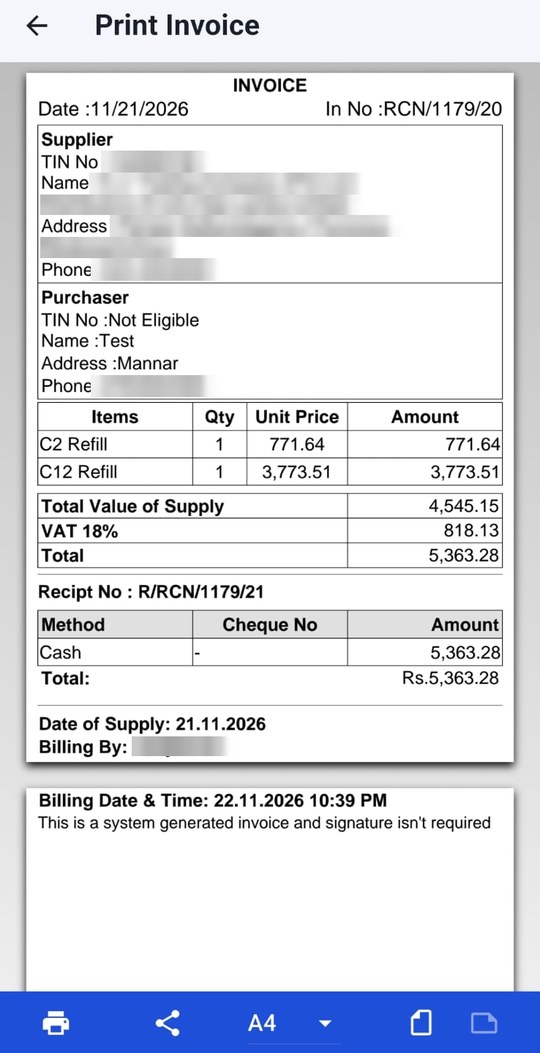 Print Invoice
INVOICE
Date :11/21/2026 In No :RCN/1179/20
Supplier
TIN No
Name
Address
Phone
Purchaser
TIN No :Not Eligible
Name :Test
Address :Mannar
Phone
Items Qty Unit Price Amount
C2 Refill 1 771.64 771.64
C12 Refill 1 3,773.51 3,773.51
Total Value of Supply 4,545.15
VAT 18% 818.13
Total 5,363.28
Recipt No : R/RCN/1179/21
Method Cheque No Amount
Cash - 5,363.28
Total: Rs.5,363.28
Date of Supply: 21.11.2026
Billing By:
Billing Date & Time: 22.11.2026 10:39 PM
This is a system generated invoice and signature isn't required
A4